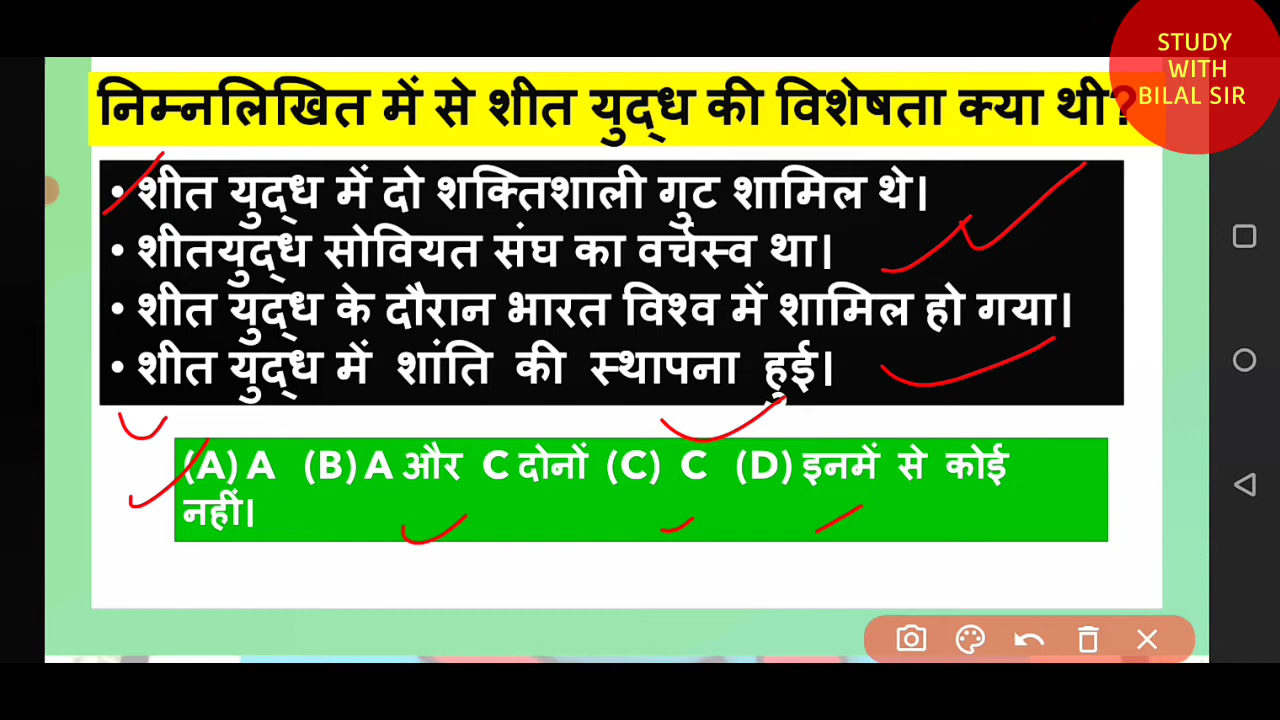 STUDY
WITH
BILAL SIR
निम्नलिखित में से शीत युद्ध की विशेषता क्या थी?
• शीत युद्ध में दो शक्तिशाली गुट शामिल थे।
• शीतयुद्ध सोवियत संघ का वर्चस्व था।
• शीत युद्ध के दौरान भारत विश्व में शामिल हो गया।
• शीत युद्ध में शांति की स्थापना हुई।
(A) A (B) A और C दोनों (C) C (D) इनमें से कोई
नहीं।